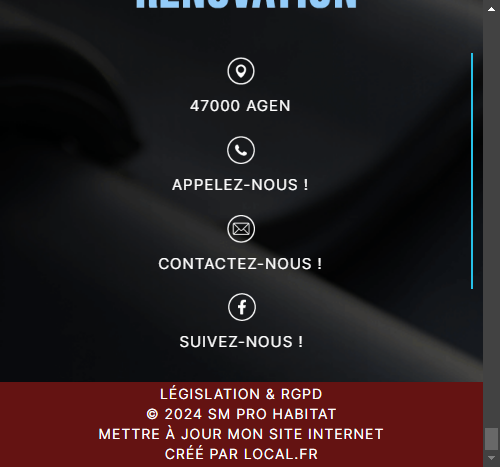 RÉNOVATION
47000 AGEN
APPELEZ-NOUS !
CONTACTEZ-NOUS !
SUIVEZ-NOUS !
LÉGISLATION & RGPD
© 2024 SM PRO HABITAT
METTRE À JOUR MON SITE INTERNET
CRÉÉ PAR LOCAL.FR